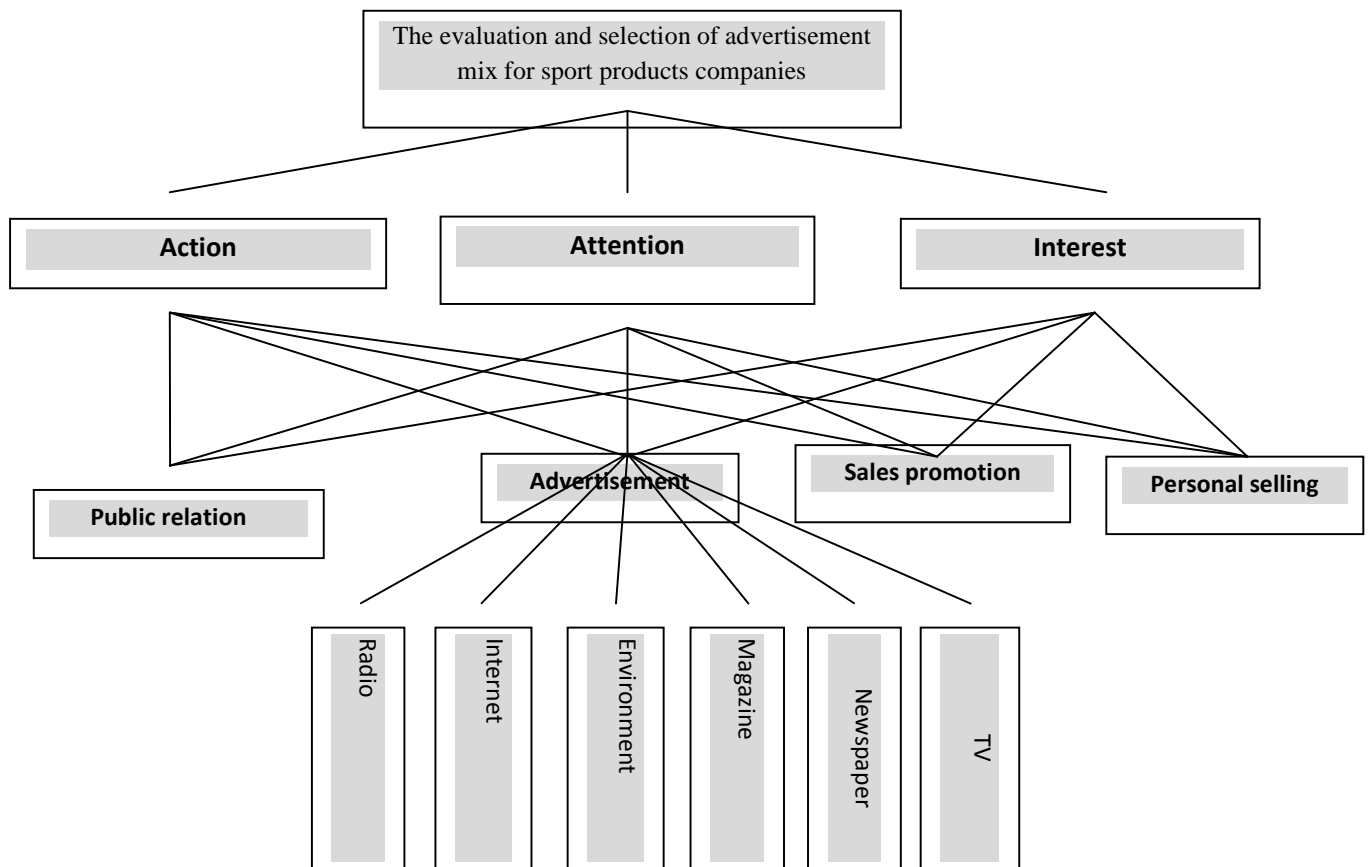 The evaluation and selection of advertisement
mix for sport products companies
Action
Attention
Interest
Public relation
Advertisement
Sales promotion
Personal selling
Radio
Internet
Environment
Magazine
Newspaper
TV